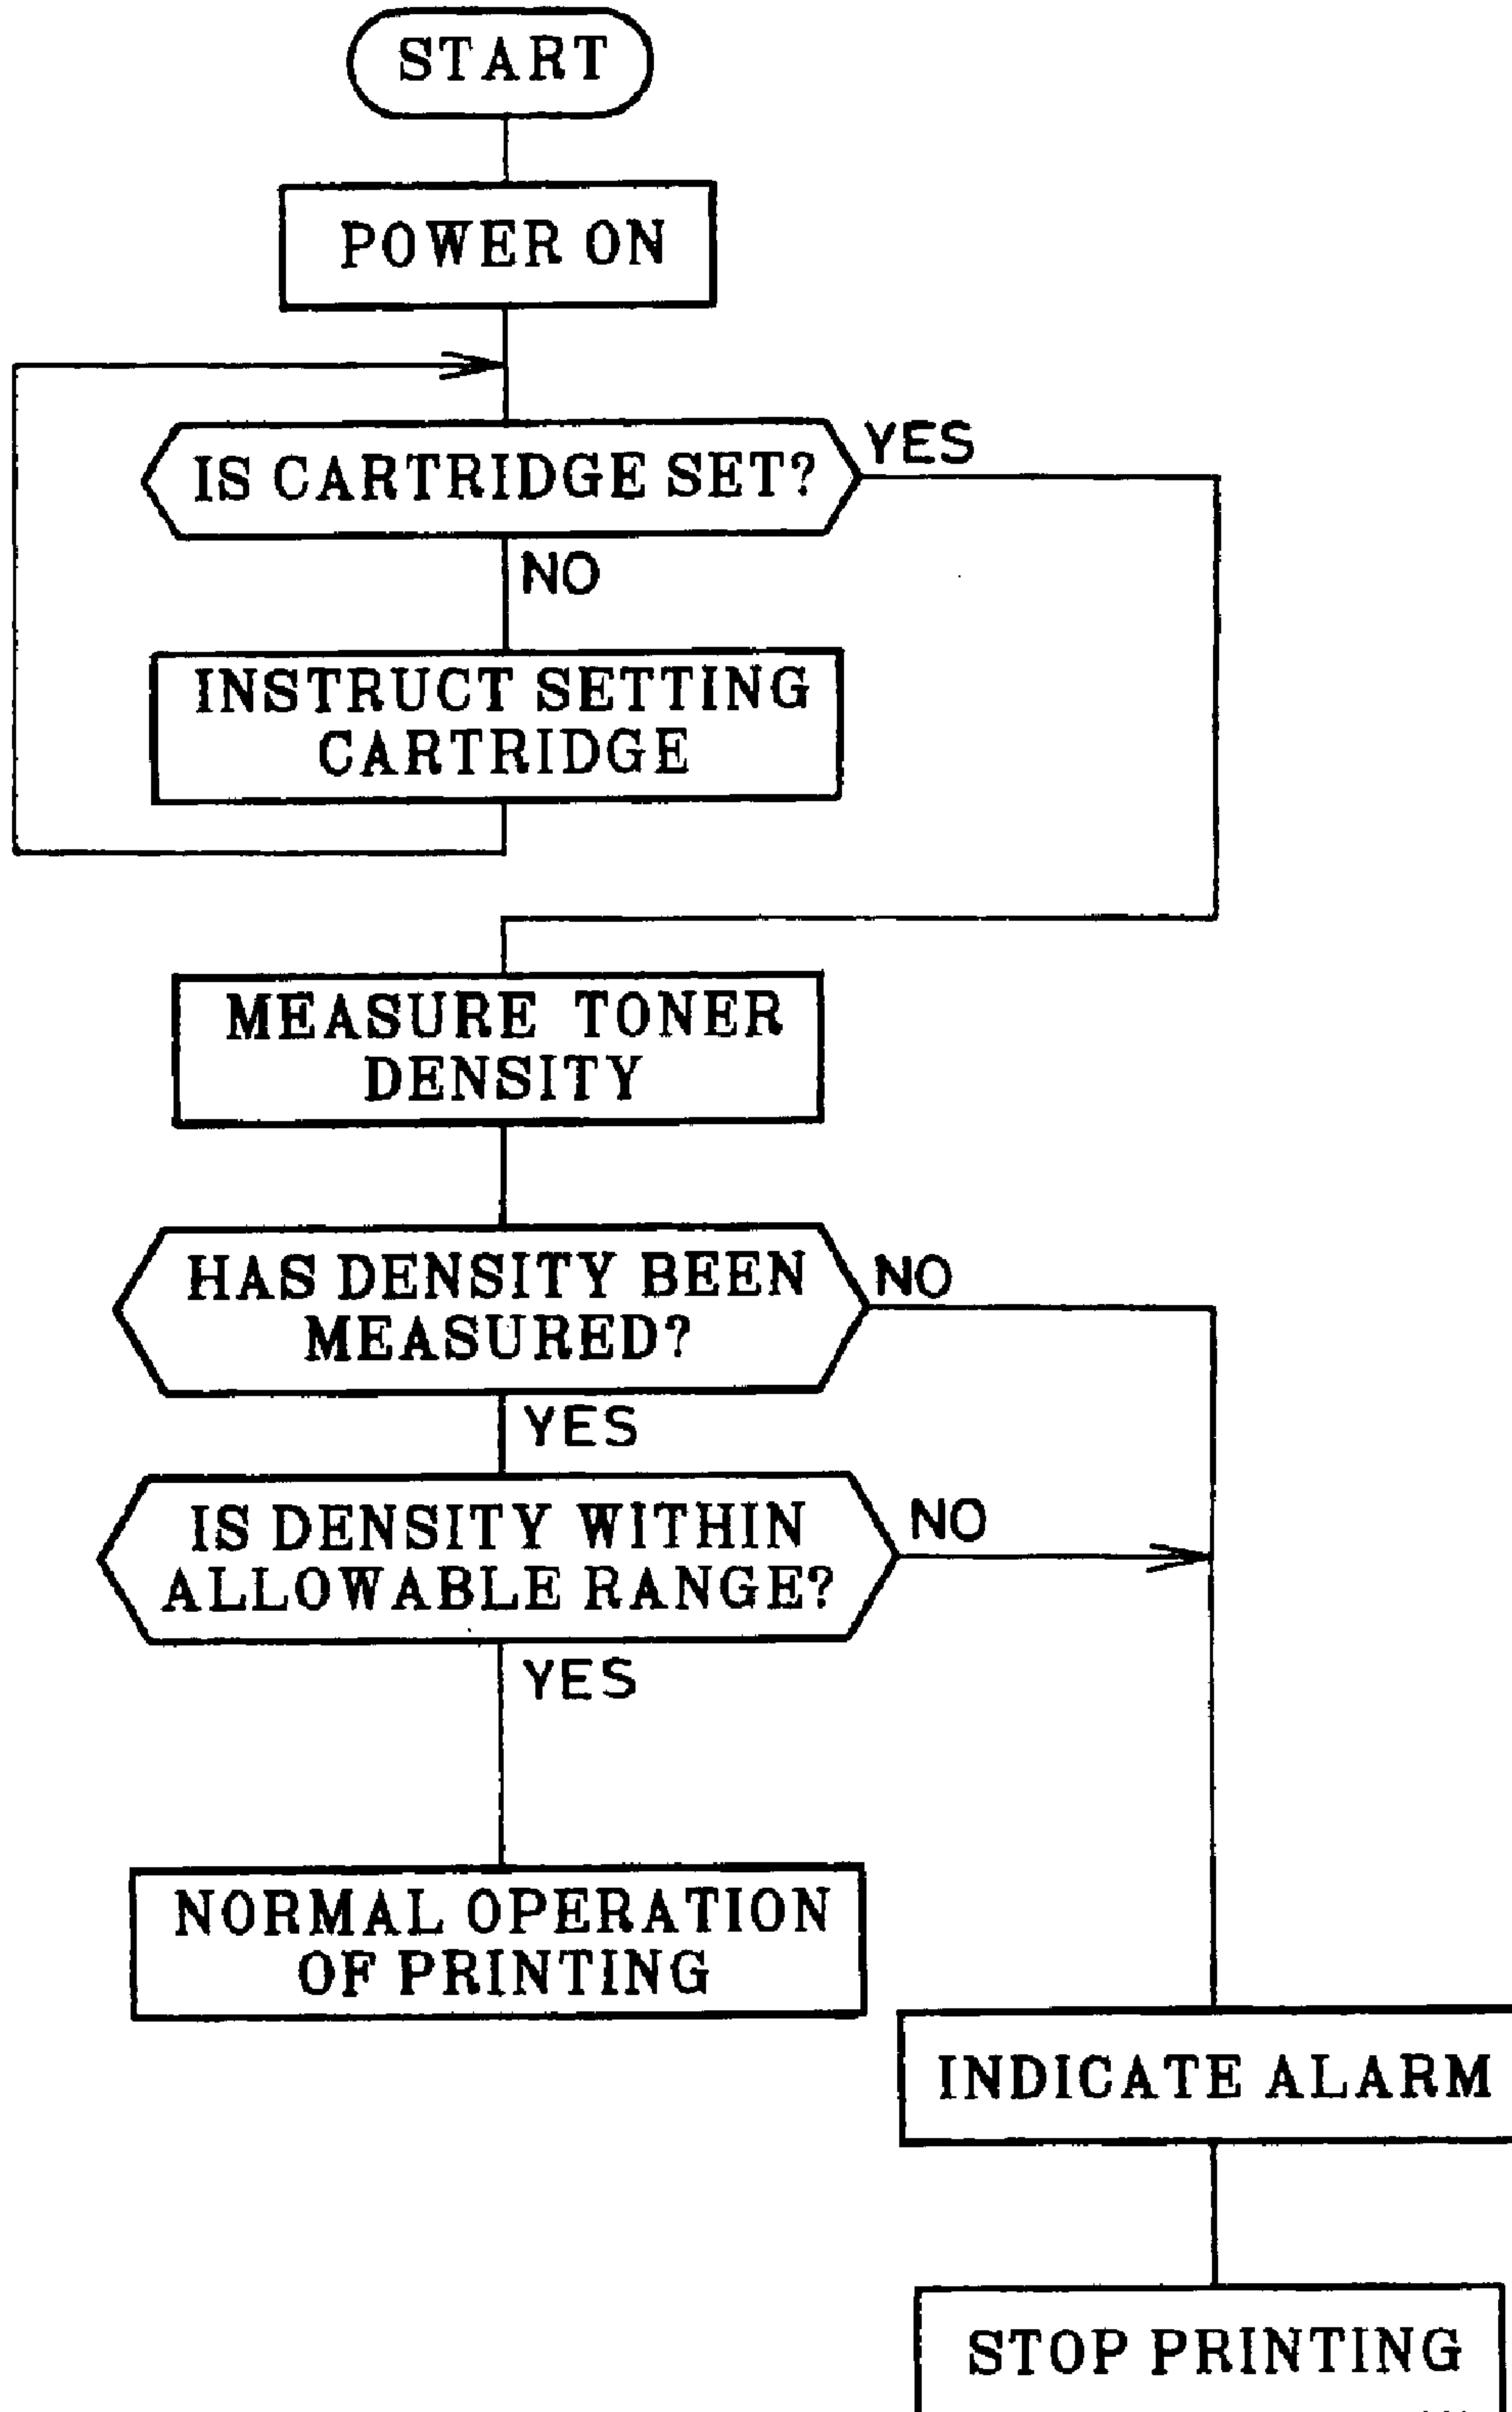 START
POWER ON
IS CARTRIDGE SET?
YES
NO
INSTRUCT SETTING
CARTRIDGE
MEASURE TONER
DENSITY
HAS DENSITY BEEN
MEASURED?
NO
YES
IS DENSITY WITHIN
ALLOWABLE RANGE?
NO
YES
NORMAL OPERATION
OF PRINTING
INDICATE ALARM
STOP PRINTING